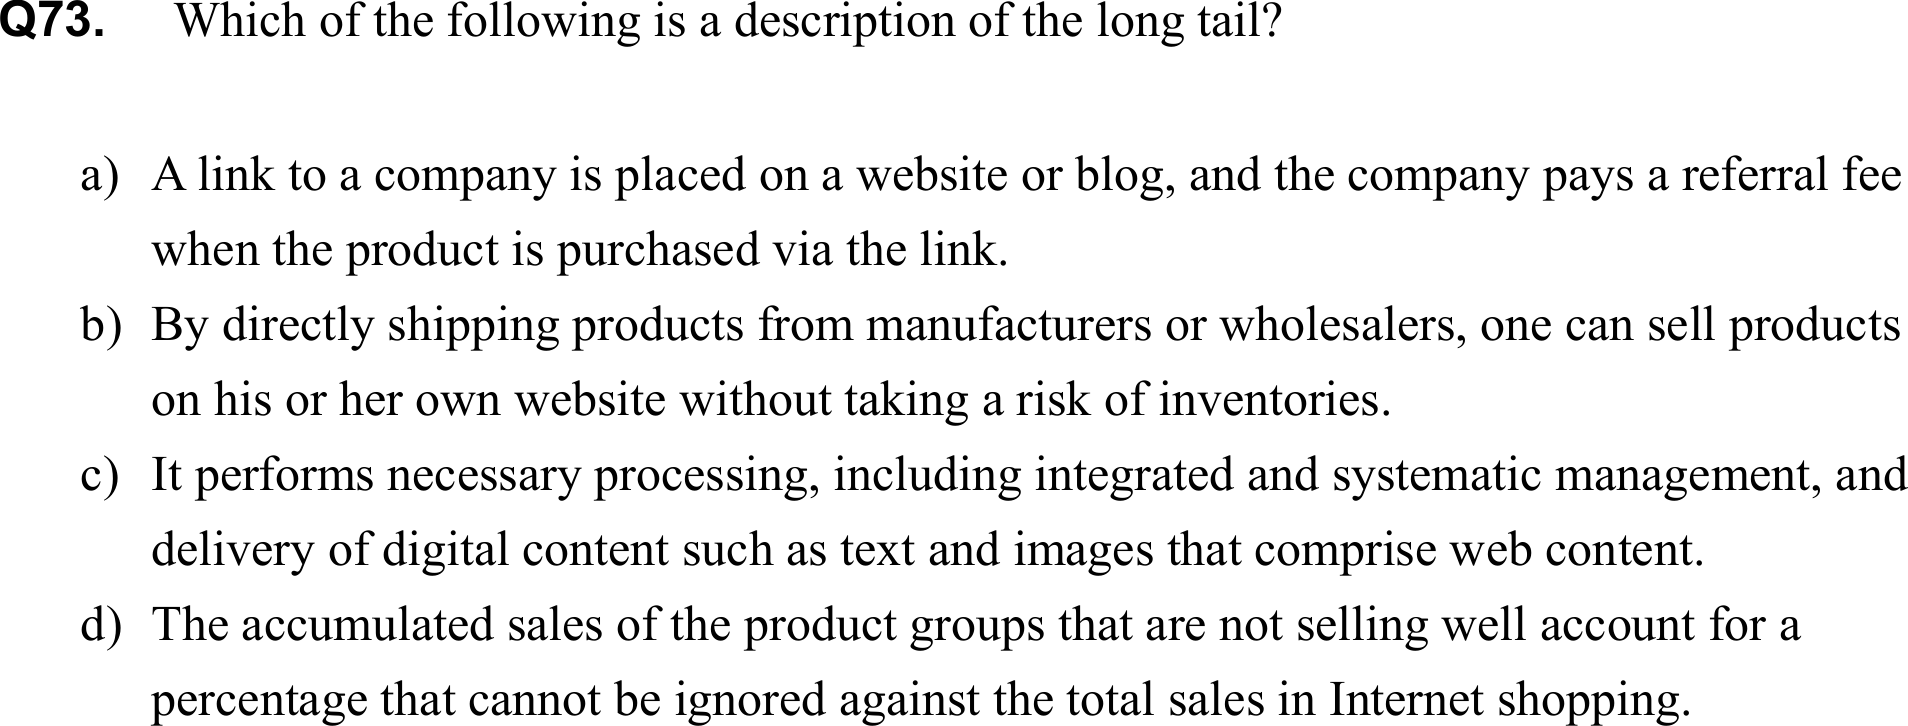 Q73. Which of the following is a description of the long tail?
a) A link to a company is placed on a website or blog, and the company pays a referral fee
when the product is purchased via the link.
b) By directly shipping products from manufacturers or wholesalers, one can sell products
on his or her own website without taking a risk of inventories.
c) It performs necessary processing, including integrated and systematic management, and
delivery of digital content such as text and images that comprise web content.
d) The accumulated sales of the product groups that are not selling well account for a
percentage that cannot be ignored against the total sales in Internet shopping.